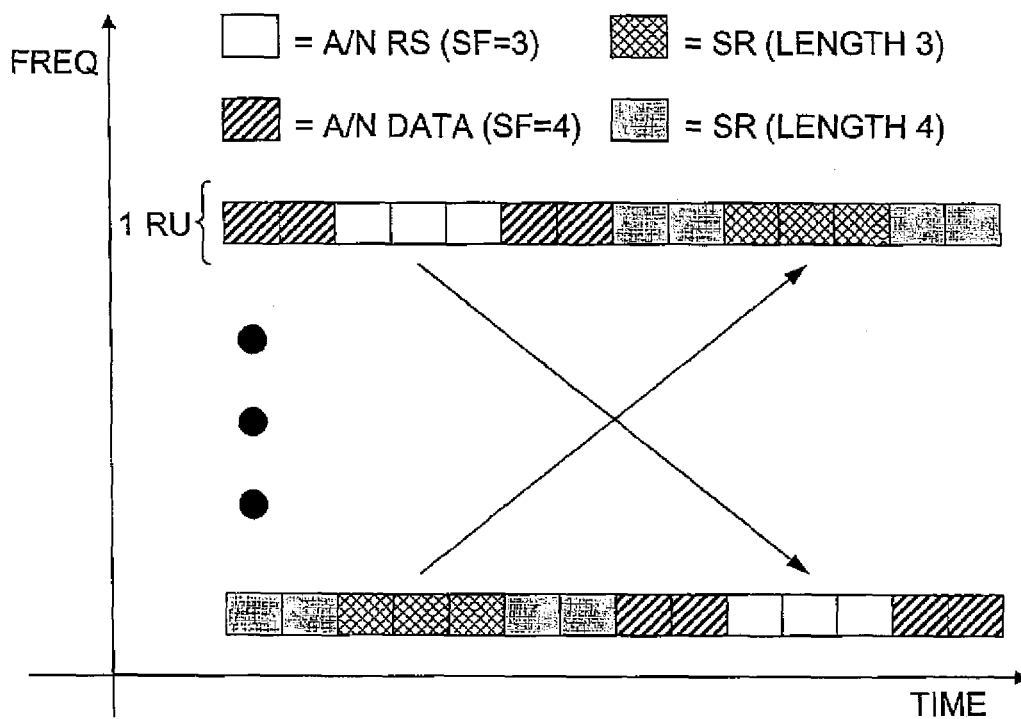 FREQ
= A/N RS (SF=3)
= SR (LENGTH 3)
= A/N DATA (SF=4)
= SR (LENGTH 4)
1 RU
TIME